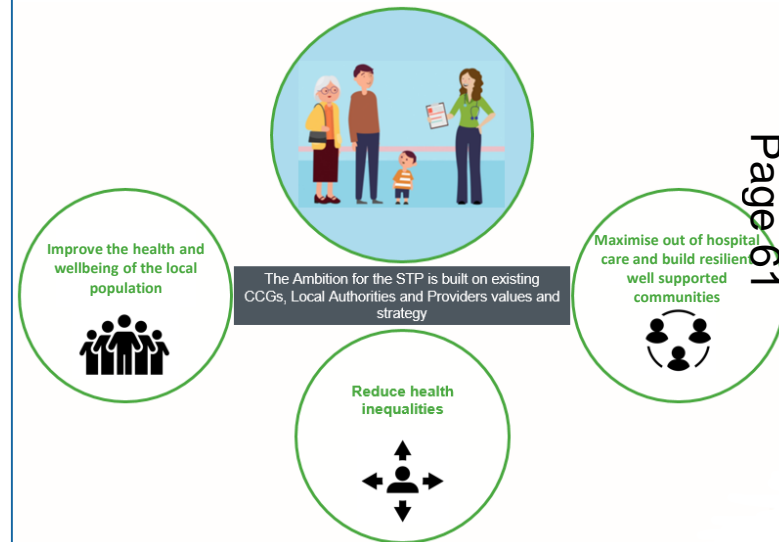 Improve the health and
wellbeing of the local
population
The Ambition for the STP is built on existing
CCGs, Local Authorities and Providers values and
strategy
Maximise out of hospital
care and build resilient
well supported
communities
Reduce health
inequalities
Page 61